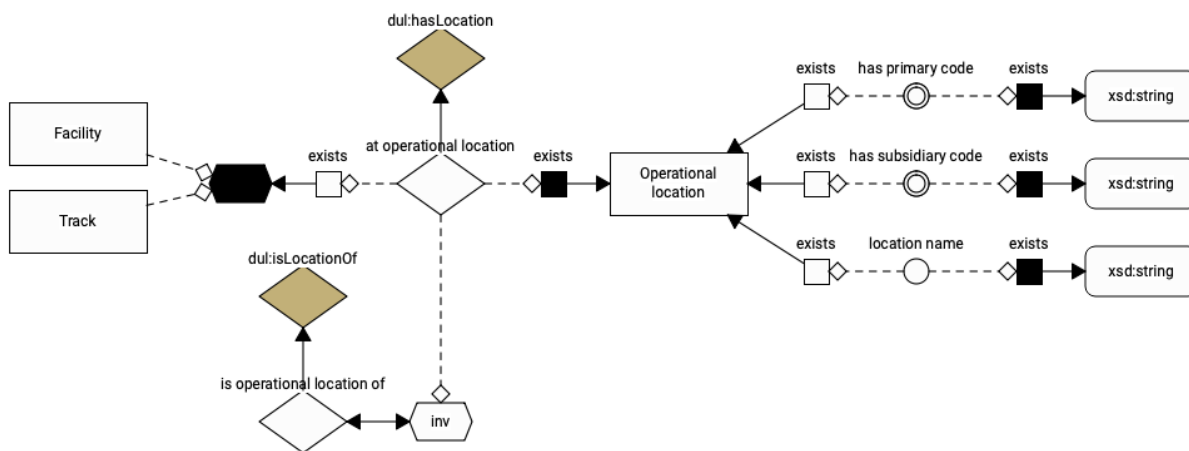 dul:hasLocation
exists
has primary code
exists
xsd:string
Facility
exists
at operational location
exists
Operational
location
exists
has subsidiary code
exists
xsd:string
Track
exists
location name
exists
xsd:string
dul:isLocationOf
is operational location of
inv